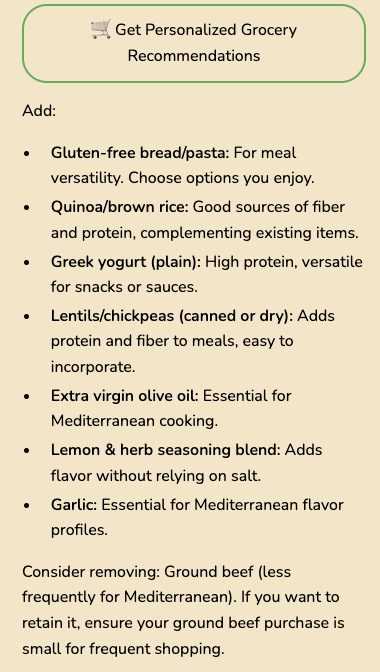 🛒 Get Personalized Grocery
Recommendations
Add:
• Gluten-free bread/pasta: For meal
versatility. Choose options you enjoy.
• Quinoa/brown rice: Good sources of fiber
and protein, complementing existing items.
• Greek yogurt (plain): High protein, versatile
for snacks or sauces.
• Lentils/chickpeas (canned or dry): Adds
protein and fiber to meals, easy to
incorporate.
• Extra virgin olive oil: Essential for
Mediterranean cooking.
• Lemon & herb seasoning blend: Adds
flavor without relying on salt.
• Garlic: Essential for Mediterranean flavor
profiles.
Consider removing: Ground beef (less
frequently for Mediterranean). If you want to
retain it, ensure your ground beef purchase is
small for frequent shopping.